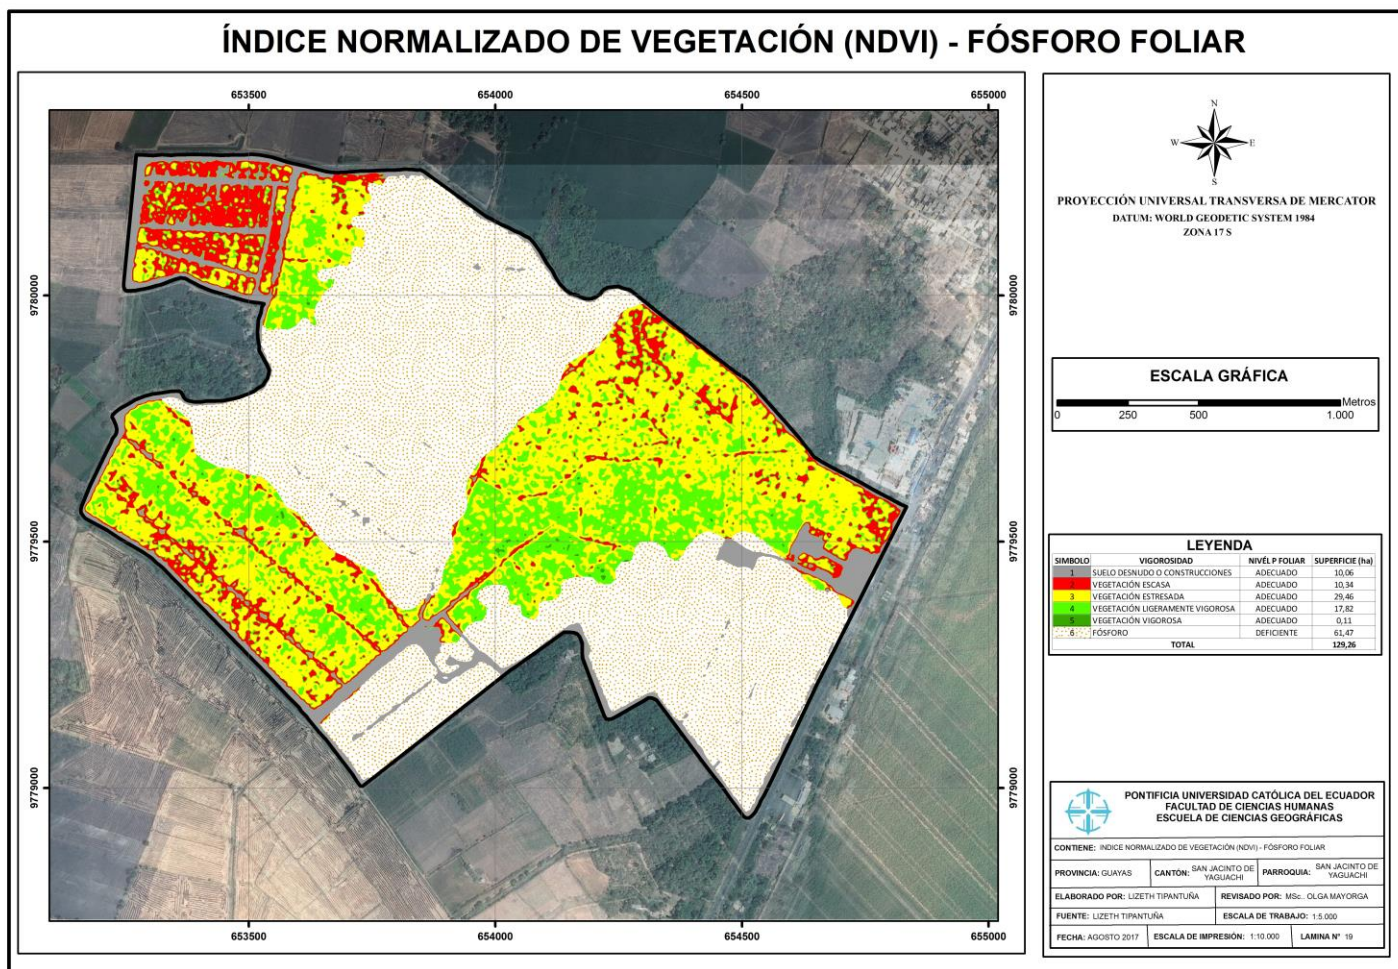 ÍNDICE NORMALIZADO DE VEGETACIÓN (NDVI) - FÓSFORO FOLIAR
653500 654000 654500 655000
9780000 9780000
9779500 9779500
9779000 9779000
653500 654000 654500 655000
N
W E
S
PROYECCIÓN UNIVERSAL TRANSVERSA DE MERCATOR
DATUM: WORLD GEODETIC SYSTEM 1984
ZONA 17 S
ESCALA GRÁFICA
Metros
0 250 500 1.000
LEYENDA
SIMBOLO VIGOROSIDAD NIVÉL P FOLIAR SUPERFICIE (ha)
1 SUELO DESNUDO O CONSTRUCCIONES ADECUADO 10,06
2 VEGETACIÓN ESCASA ADECUADO 10,34
3 VEGETACIÓN ESTRESADA ADECUADO 29,46
4 VEGETACIÓN LIGERAMENTE VIGOROSA ADECUADO 17,82
5 VEGETACIÓN VIGOROSA ADECUADO 0,11
6 FÓSFORO DEFICIENTE 61,47
TOTAL 129,26
PONTIFICIA UNIVERSIDAD CATÓLICA DEL ECUADOR
FACULTAD DE CIENCIAS HUMANAS
ESCUELA DE CIENCIAS GEOGRÁFICAS
CONTIENE: INDICE NORMALIZADO DE VEGETACIÓN (NDVI) - FÓSFORO FOLIAR
PROVINCIA: GUAYAS CANTÓN: SAN JACINTO DE YAGUACHI PARROQUIA: SAN JACINTO DE YAGUACHI
ELABORADO POR: LIZETH TIPANTUÑA REVISADO POR: MSc.. OLGA MAYORGA
FUENTE: LIZETH TIPANTUÑA ESCALA DE TRABAJO: 1:5.000
FECHA: AGOSTO 2017 ESCALA DE IMPRESIÓN: 1:10.000 LAMINA N° 19